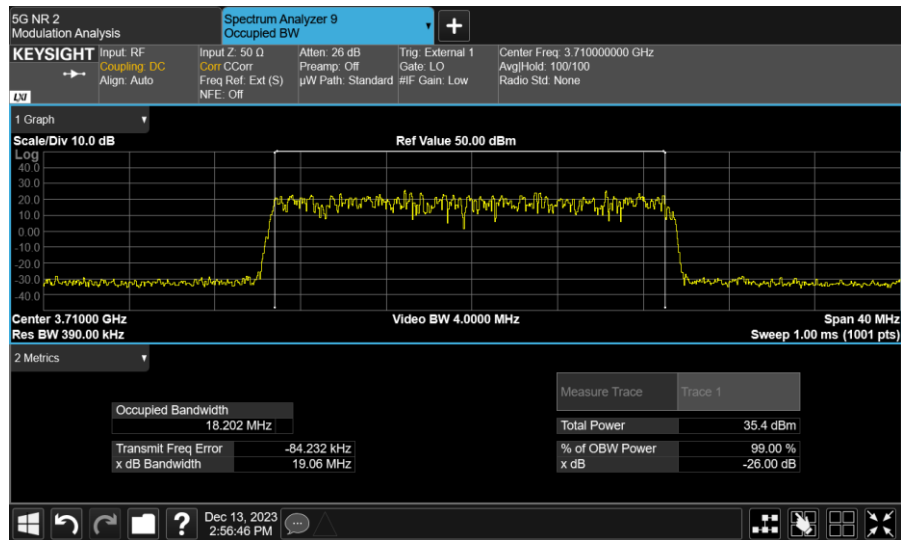 5G NR 2
Modulation Analysis
Spectrum Analyzer 9
Occupied BW
+
KEYSIGHT
LXI
Input: RF
Coupling: DC
Align: Auto
Input Z: 50 Ω
Corr CCorr
Freq Ref: Ext (S)
NFE: Off
Atten: 26 dB
Preamp: Off
µW Path: Standard
Trig: External 1
Gate: LO
#IF Gain: Low
Center Freq: 3.710000000 GHz
Avg|Hold: 100/100
Radio Std: None
1 Graph
Scale/Div 10.0 dB
Ref Value 50.00 dBm
Log
40.0
30.0
20.0
10.0
0.00
-10.0
-20.0
-30.0
-40.0
Center 3.71000 GHz
Video BW 4.0000 MHz
Span 40 MHz
Res BW 390.00 kHz
Sweep 1.00 ms (1001 pts)
2 Metrics
Measure Trace Trace 1
Occupied Bandwidth
18.202 MHz
Total Power 35.4 dBm
Transmit Freq Error -84.232 kHz
% of OBW Power 99.00 %
x dB Bandwidth 19.06 MHz
x dB -26.00 dB
?
Dec 13, 2023
2:56:46 PM